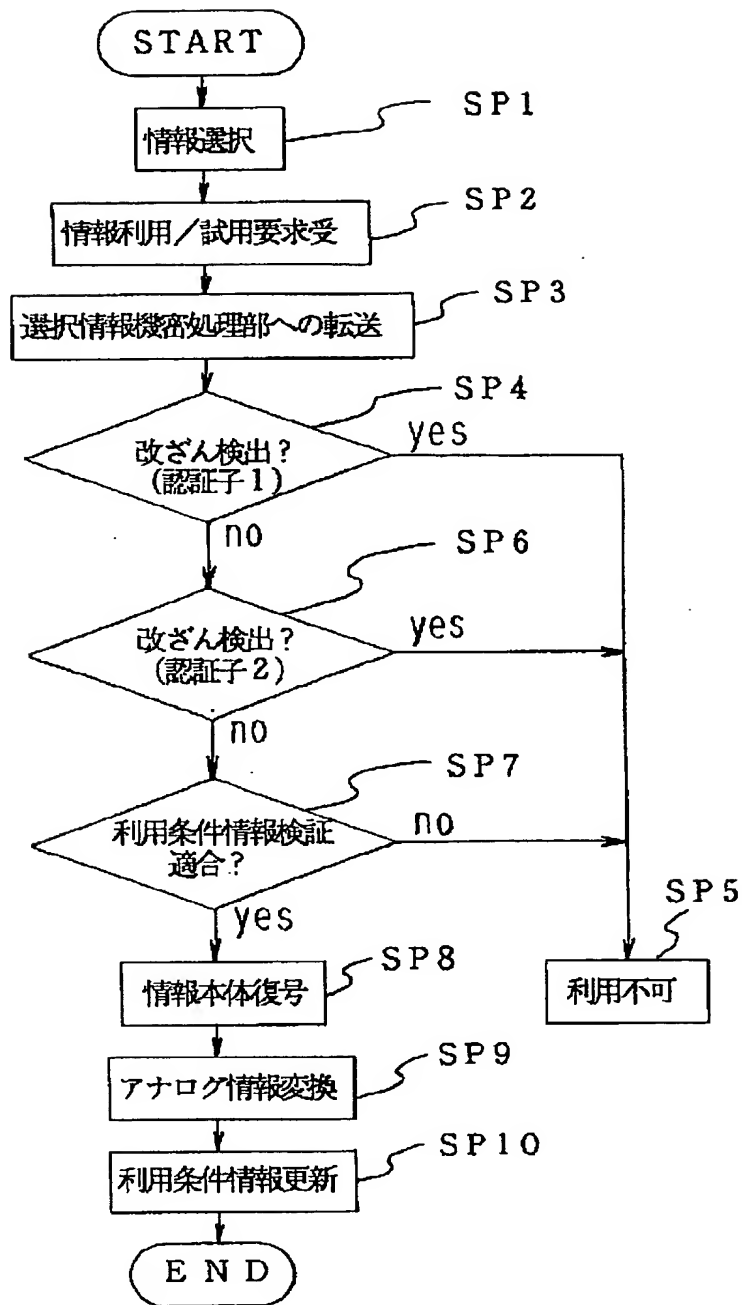 START
SP1
情報選択
SP2
情報利用／試用要求受
SP3
選択情報機密処理部への転送
SP4
改ざん検出？
(認証子１)
yes
no
SP6
改ざん検出？
(認証子２)
yes
no
SP7
利用条件情報検証
適合？
no
yes
SP5
利用不可
SP8
情報本体復号
SP9
アナログ情報変換
SP10
利用条件情報更新
END